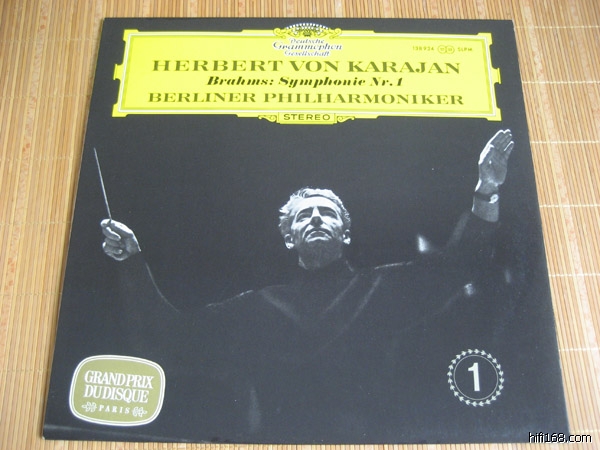 Deutsche
Grammophon
Gesellschaft
STEREO
HERBERT VON KARAJAN
Brahms: Symphonie Nr. 1
BERLINER PHILHARMONIKER
GRAND PRIX
DU DISQUE
PARIS
1
hifi168.com